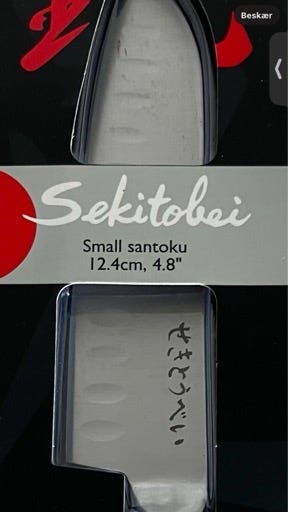 Beskær
Sekitobei
Small santoku
12.4cm, 4.8"
せきとうべい